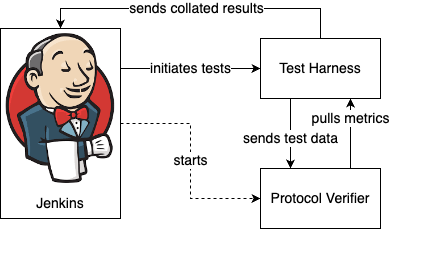 sends collated results
initiates tests
Test Harness
pulls metrics
sends test data
starts
Jenkins
Protocol Verifier